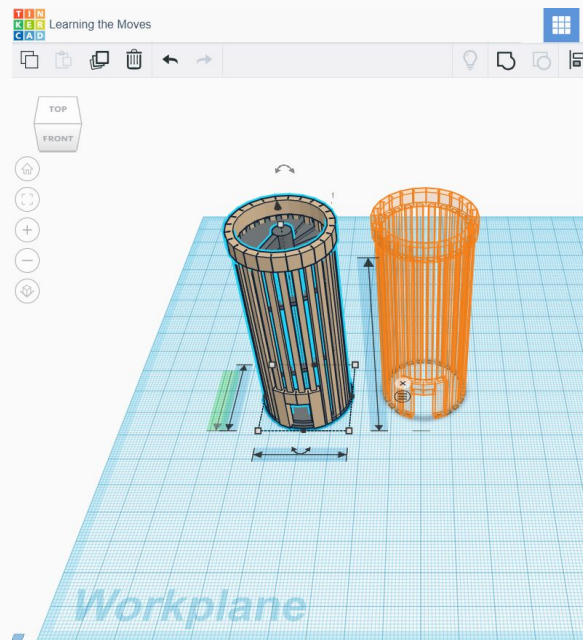 TIN
KER
CAD
Learning the Moves
TOP
FRONT
Workplane